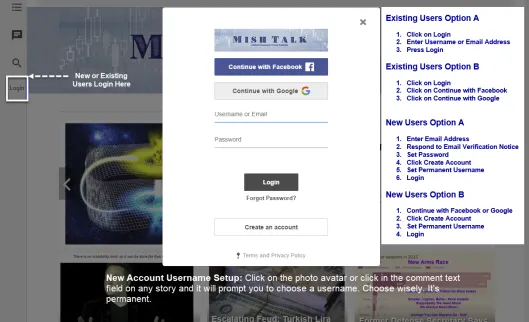 MISH TALK
Continue with Facebook
Continue with Google
Username or Email
Password
Login
Forgot Password?
Create an account
Terms and Privacy Policy
Login
New or Existing
Users Login Here
Existing Users Option A
1. Click on Login
2. Enter Username or Email Address
3. Press Login
Existing Users Option B
1. Click on Login
2. Click on Continue with Facebook
3. Click on Continue with Google
New Users Option A
1. Enter Email Address
2. Respond to Email Verification Notice
3. Set Password
4. Click Create Account
5. Set Permanent Username
6. Login
New Users Option B
1. Continue with Facebook or Google
2. Click Create Account
3. Set Permanent Username
4. Login
New Arms Race
New Account Username Setup: Click on the photo avatar or click in the comment text
field on any story and it will prompt you to choose a username. Choose wisely. It's
permanent.
Escalating Feud: Turkish Lira
Former Defense Secretary Says